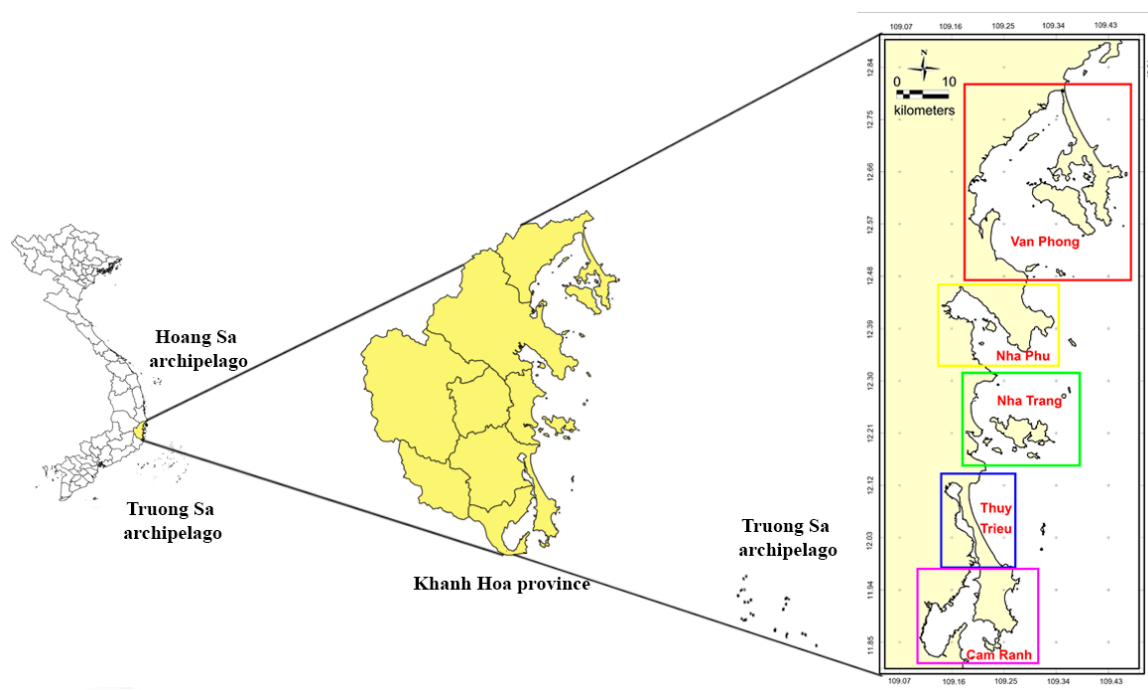 Hoang Sa
archipelago
Truong Sa
archipelago
Khanh Hoa province
Truong Sa
archipelago
109.07 109.16 109.25 109.34 109.43
N
0 10
kilometers
12.84
12.75
12.66
12.57
12.48
12.39
12.30
12.21
12.12
12.03
11.94
11.85
Van Phong
Nha Phu
Nha Trang
Thuy
Trieu
Cam Ranh
109.07 109.16 109.25 109.34 109.43